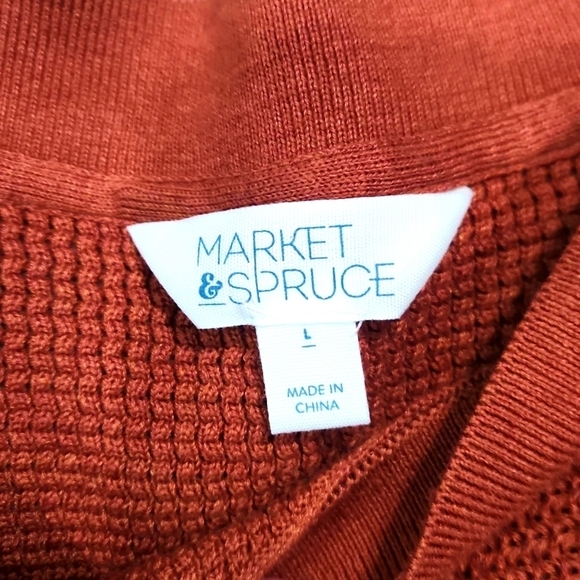 MARKET
& SPRUCE
L
MADE IN
CHINA